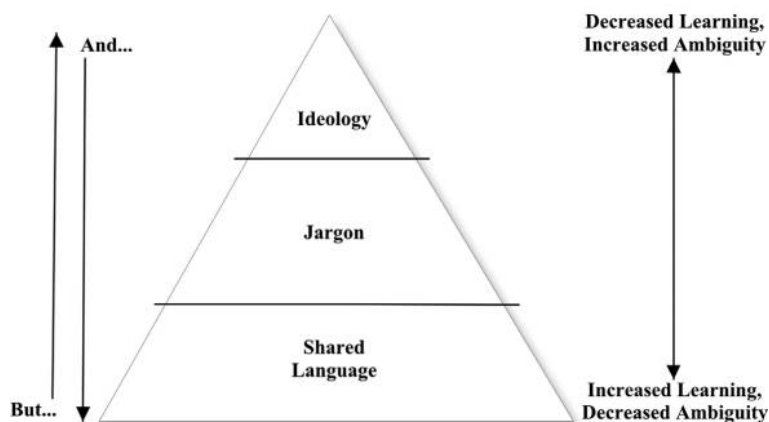 Decreased Learning,
Increased Ambiguity
And...
Ideology
Jargon
Shared
Language
But...
Increased Learning,
Decreased Ambiguity